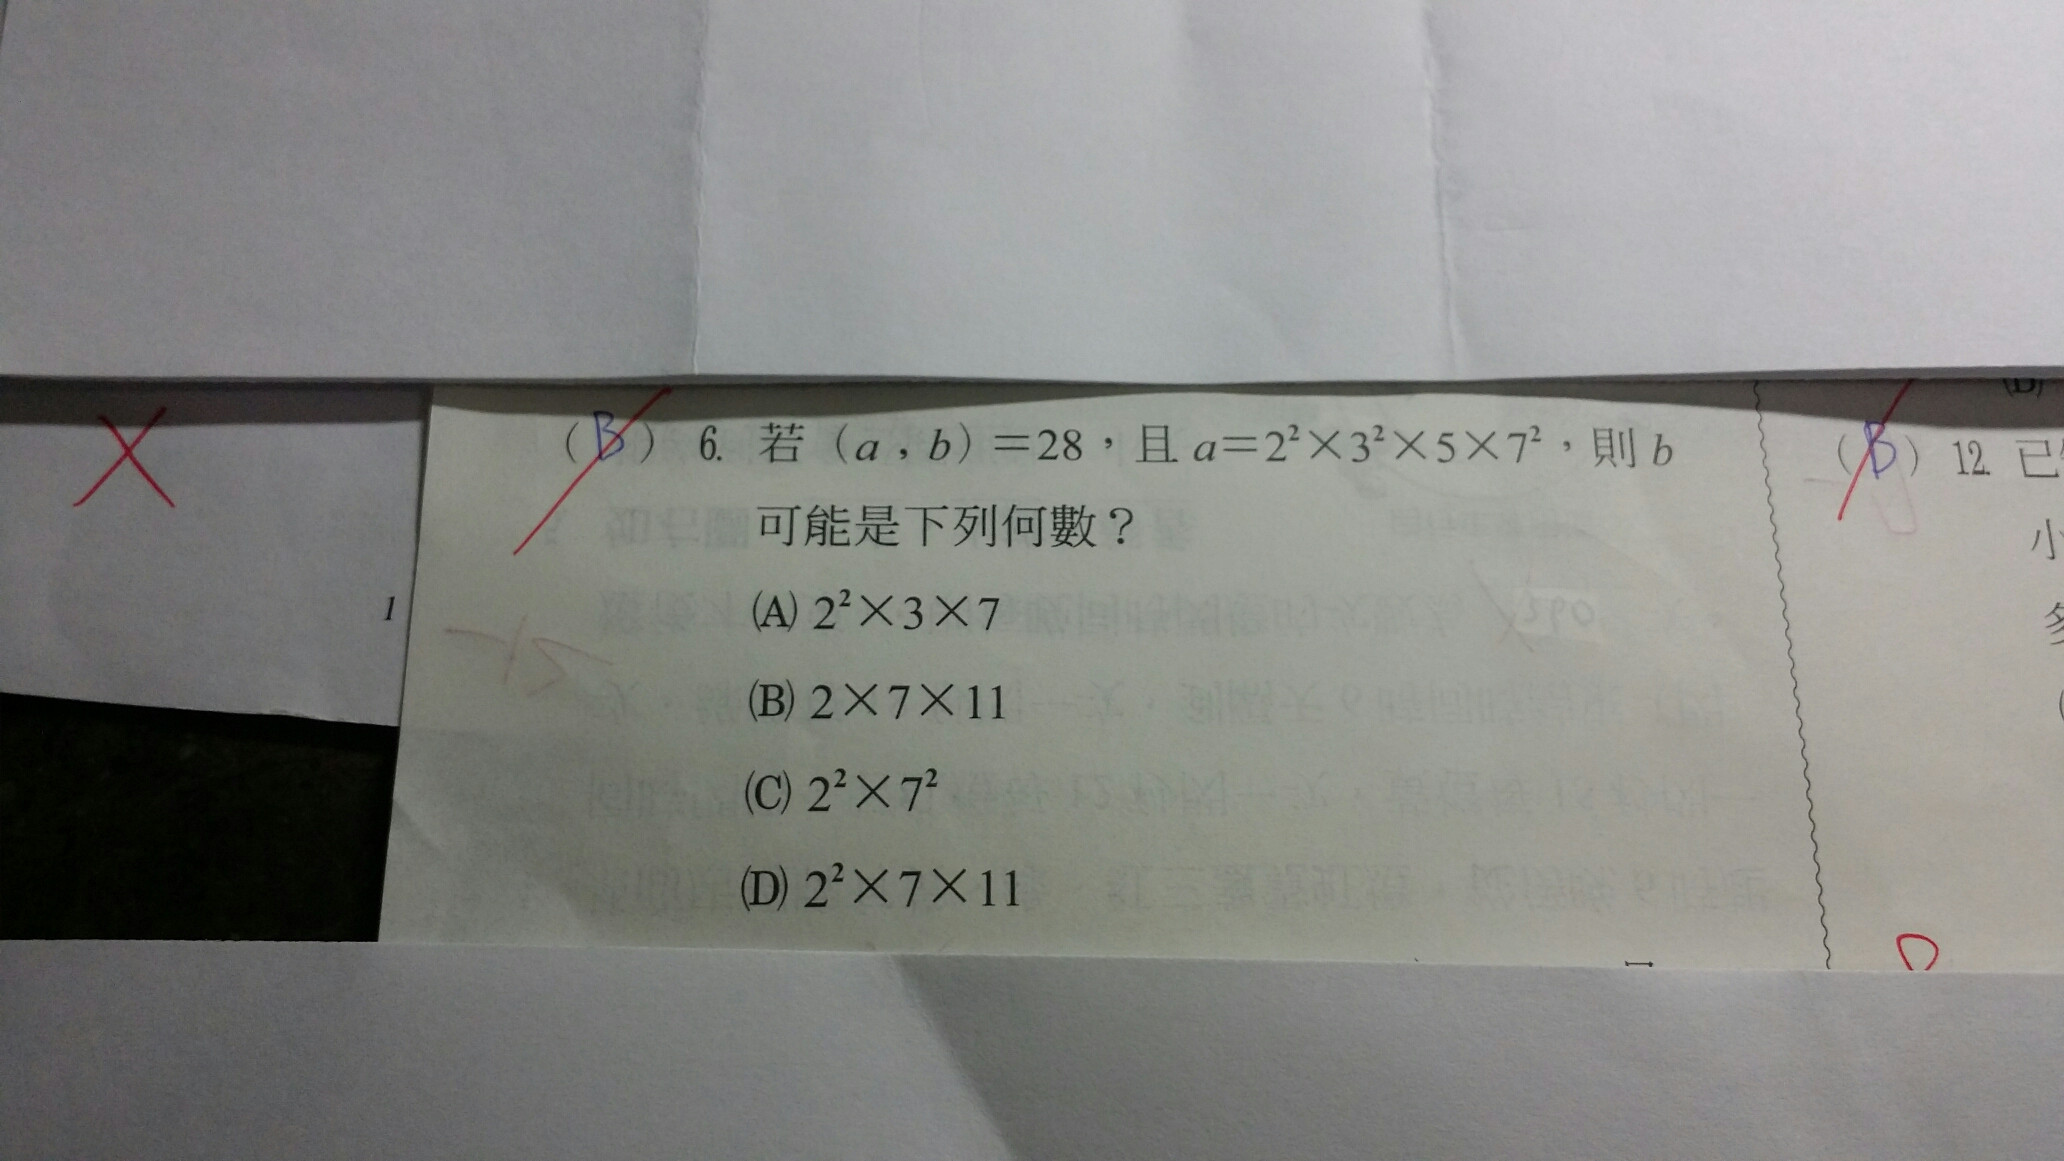 (B) 6. 若 (a, b) =28,且 a=2²×3²×5×7²,則 b
可能是下列何數?
(A) 2²×3×7
(B) 2×7×11
(C) 2²×7²
(D) 2²×7×11
1
(B) 12. 已
小
多
(D)